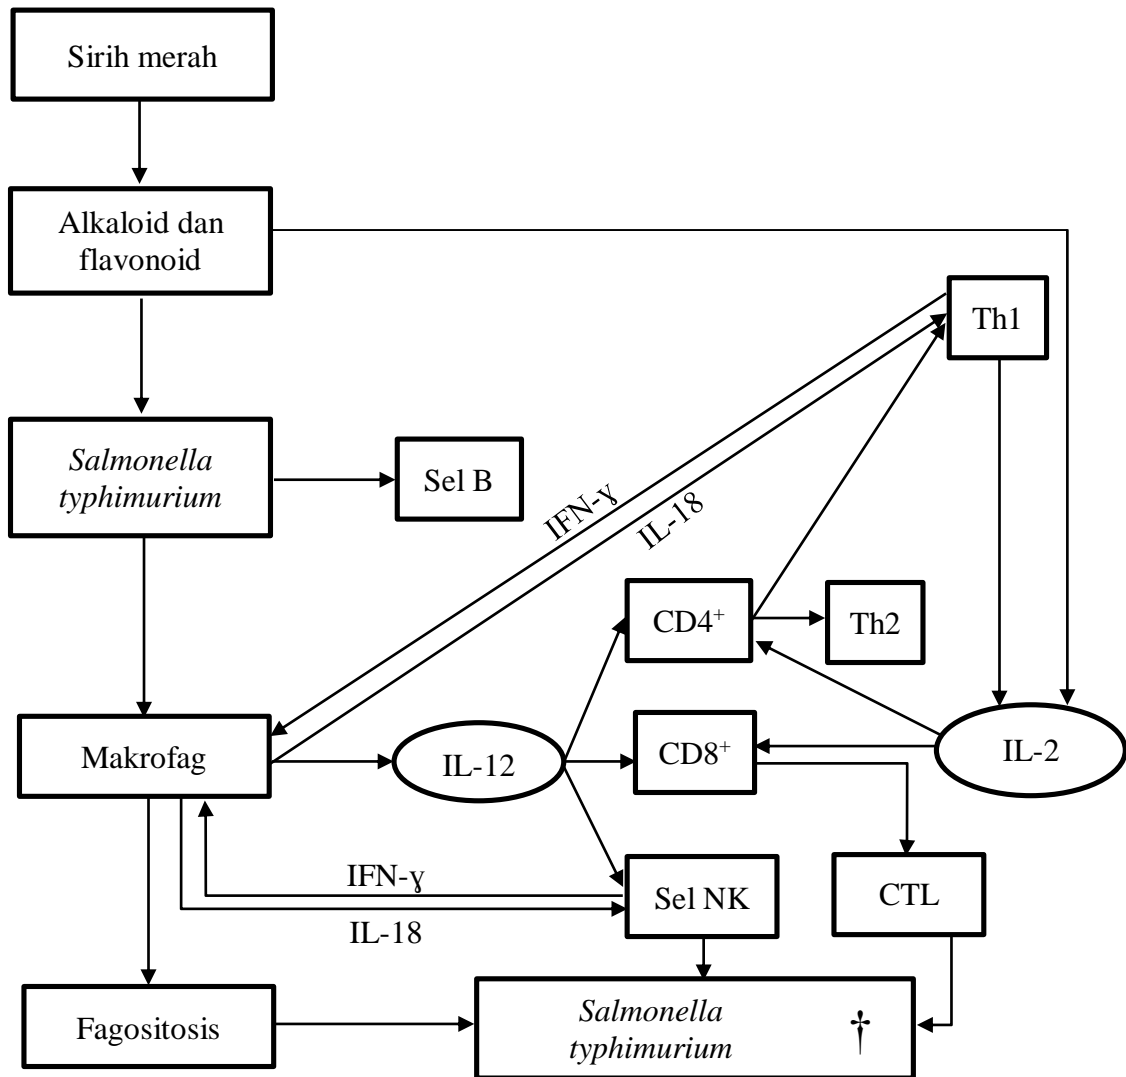 Sirih merah
Alkaloid dan
flavonoid
Th1
Salmonella
typhimurium
Sel B
IFN-ɣ
IL-18
CD4⁺
Th2
Makrofag
IL-12
CD8⁺
IL-2
IFN-ɣ
IL-18
Sel NK
CTL
Fagositosis
Salmonella
typhimurium
†